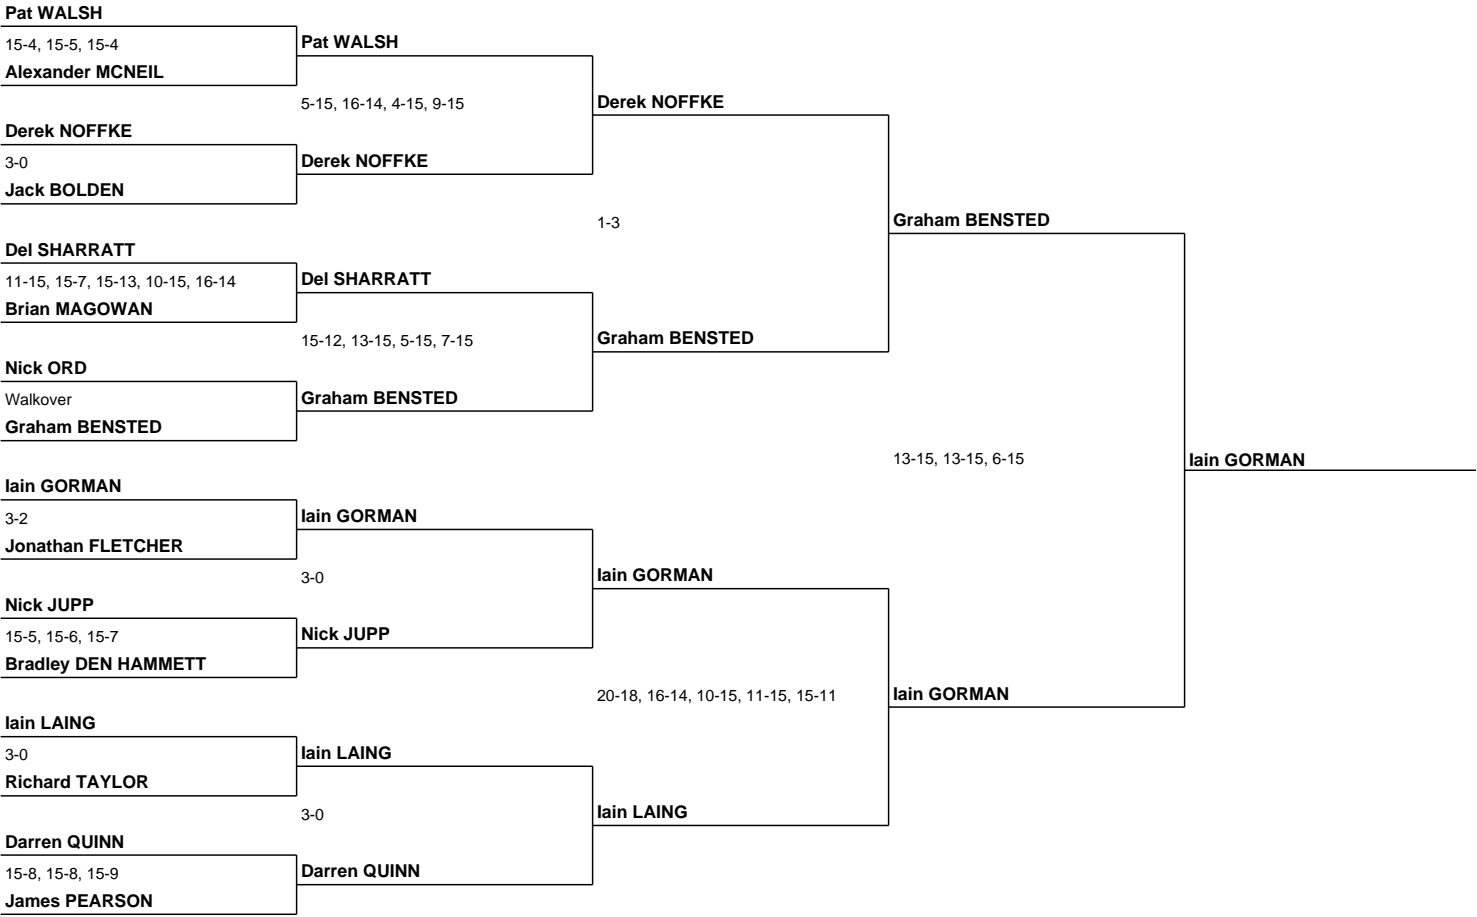 Pat WALSH
15-4, 15-5, 15-4
Alexander MCNEIL
Derek NOFFKE
3-0
Jack BOLDEN
Del SHARRATT
11-15, 15-7, 15-13, 10-15, 16-14
Brian MAGOWAN
Nick ORD
Walkover
Graham BENSTED
Iain GORMAN
3-2
Jonathan FLETCHER
Nick JUPP
15-5, 15-6, 15-7
Bradley DEN HAMMETT
Iain LAING
3-0
Richard TAYLOR
Darren QUINN
15-8, 15-8, 15-9
James PEARSON
Pat WALSH
5-15, 16-14, 4-15, 9-15
Derek NOFFKE
Del SHARRATT
15-12, 13-15, 5-15, 7-15
Graham BENSTED
Iain GORMAN
3-0
Nick JUPP
Iain LAING
3-0
Darren QUINN
Derek NOFFKE
1-3
Graham BENSTED
Iain GORMAN
20-18, 16-14, 10-15, 11-15, 15-11
Iain LAING
Graham BENSTED
13-15, 13-15, 6-15
Iain GORMAN
Iain GORMAN